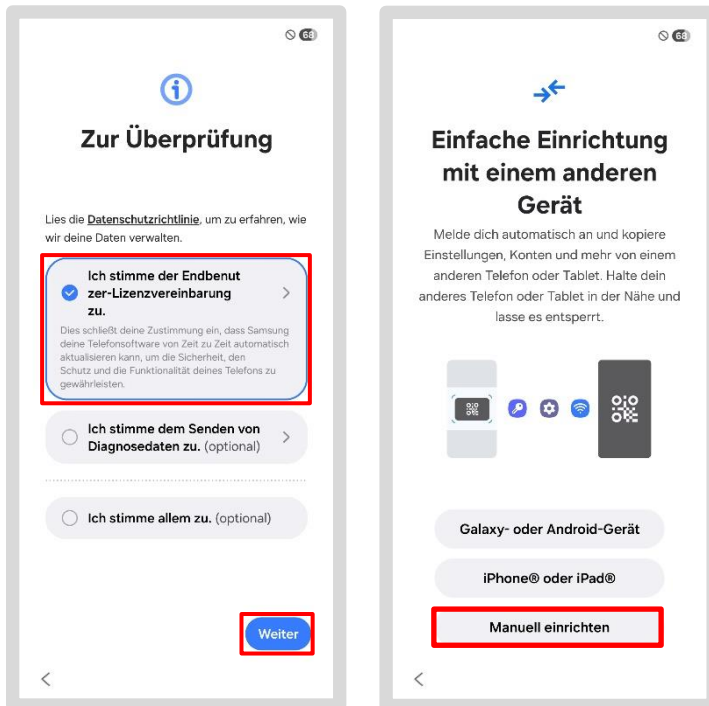 68
Zur Überprüfung
Lies die Datenschutzrichtlinie, um zu erfahren, wie
wir deine Daten verwalten.
Ich stimme der Endbenut
zer-Lizenzvereinbarung
zu.
Dies schließt deine Zustimmung ein, dass Samsung
deine Telefonsoftware von Zeit zu Zeit automatisch
aktualisieren kann, um die Sicherheit, den
Schutz und die Funktionalität deines Telefons zu
gewährleisten.
Ich stimme dem Senden von
Diagnosedaten zu. (optional)
Ich stimme allem zu. (optional)
Weiter
68
Einfache Einrichtung
mit einem anderen
Gerät
Melde dich automatisch an und kopiere
Einstellungen, Konten und mehr von einem
anderen Telefon oder Tablet. Halte dein
anderes Telefon oder Tablet in der Nähe und
lasse es entsperrt.
Galaxy- oder Android-Gerät
iPhone® oder iPad®
Manuell einrichten